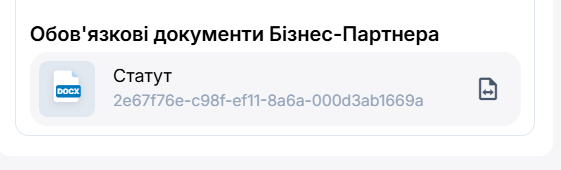 Обов'язкові документи Бізнес-Партнера
Статут
DOCX
2e67f76e-c98f-ef11-8a6a-000d3ab1669a